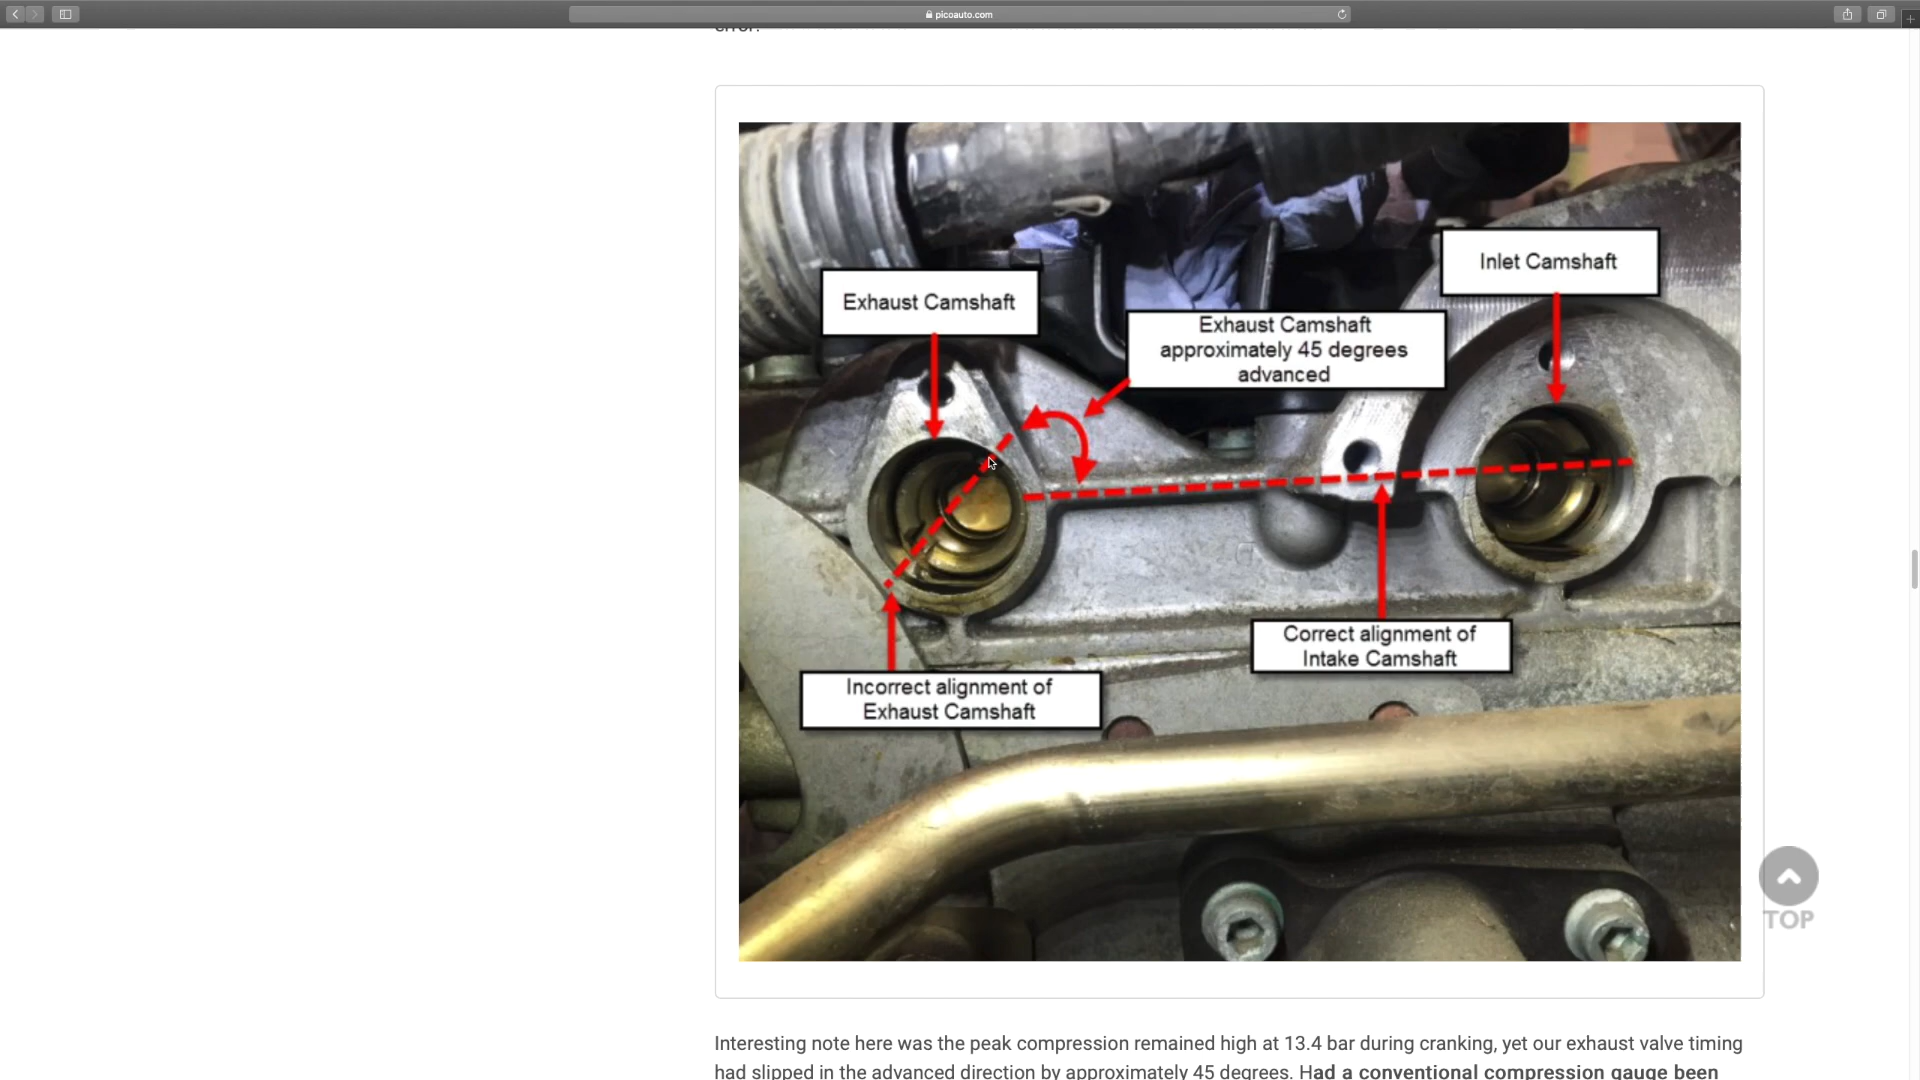 picoauto.com
error.
Inlet Camshaft
Exhaust Camshaft
Exhaust Camshaft
approximately 45 degrees
advanced
Correct alignment of
Intake Camshaft
Incorrect alignment of
Exhaust Camshaft
TOP
Interesting note here was the peak compression remained high at 13.4 bar during cranking, yet our exhaust valve timing
had slipped in the advanced direction by approximately 45 degrees. Had a conventional compression gauge been